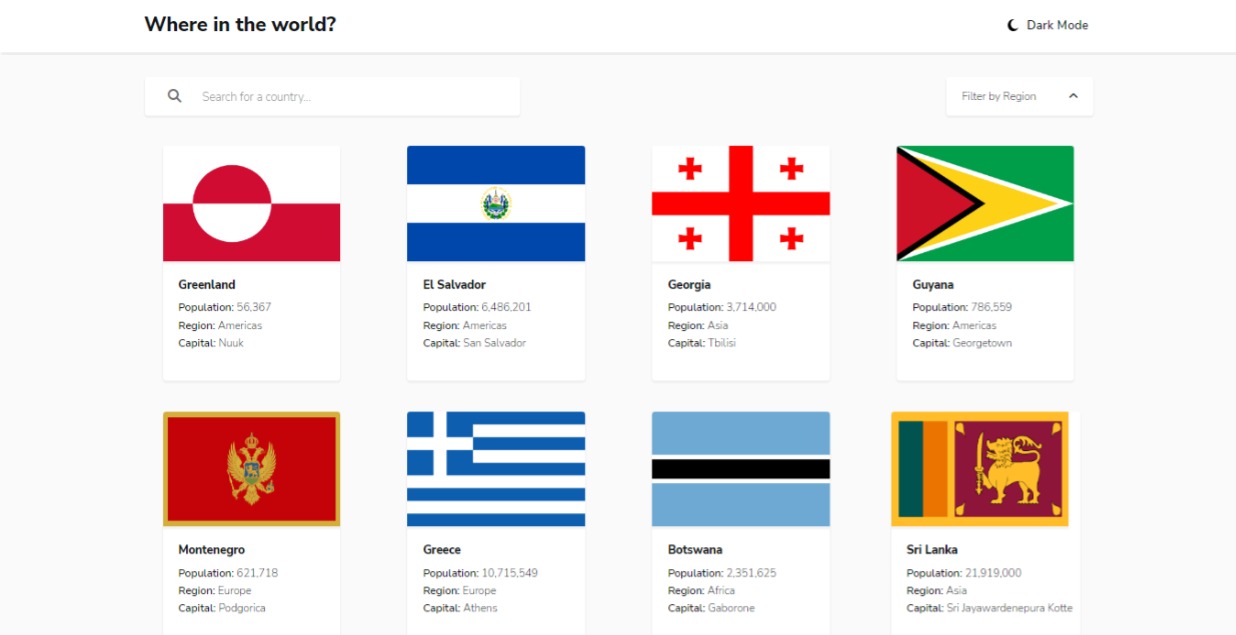 Where in the world?
Dark Mode
Search for a country...
Filter by Region
Greenland
Population: 56,367
Region: Americas
Capital: Nuuk
El Salvador
Population: 6,486,201
Region: Americas
Capital: San Salvador
Georgia
Population: 3,714,000
Region: Asia
Capital: Tbilisi
Guyana
Population: 786,559
Region: Americas
Capital: Georgetown
Montenegro
Population: 621,718
Region: Europe
Capital: Podgorica
Greece
Population: 10,715,549
Region: Europe
Capital: Athens
Botswana
Population: 2,351,625
Region: Africa
Capital: Gaborone
Sri Lanka
Population: 21,919,000
Region: Asia
Capital: Sri Jayawardenepura Kotte